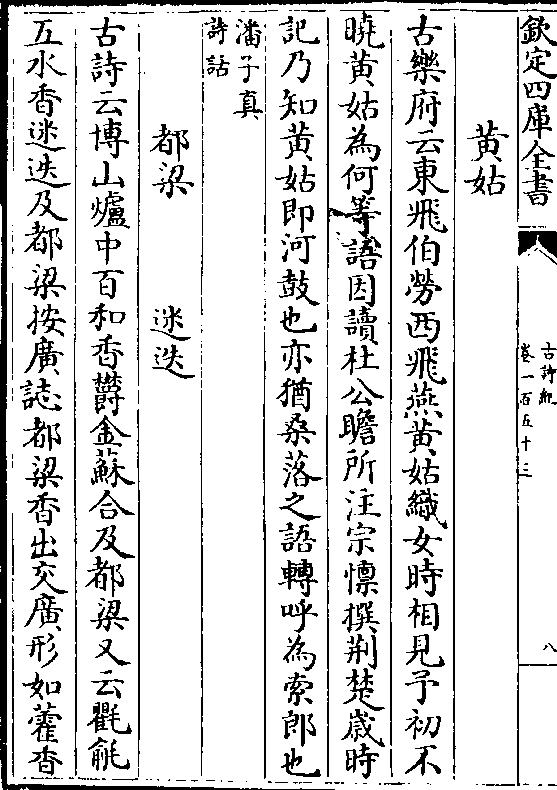 欽定四庫全書
古詩紀
卷一百五十三
八
黄姑
古樂府云東飛伯勞西飛燕黄姑織女時相見予初不
曉黄姑為何等語因讀杜公瞻所注宗懔撰荆楚歲時
記乃知黄姑即河鼓也亦猶桑落之語轉呼為索郎也
潘子真
詩話
都梁 迷迭
古詩云博山爐中百和香鬱金蘇合及都梁又云氍毹
五水香迷迭及都梁按廣誌都梁香出交廣形如藿香